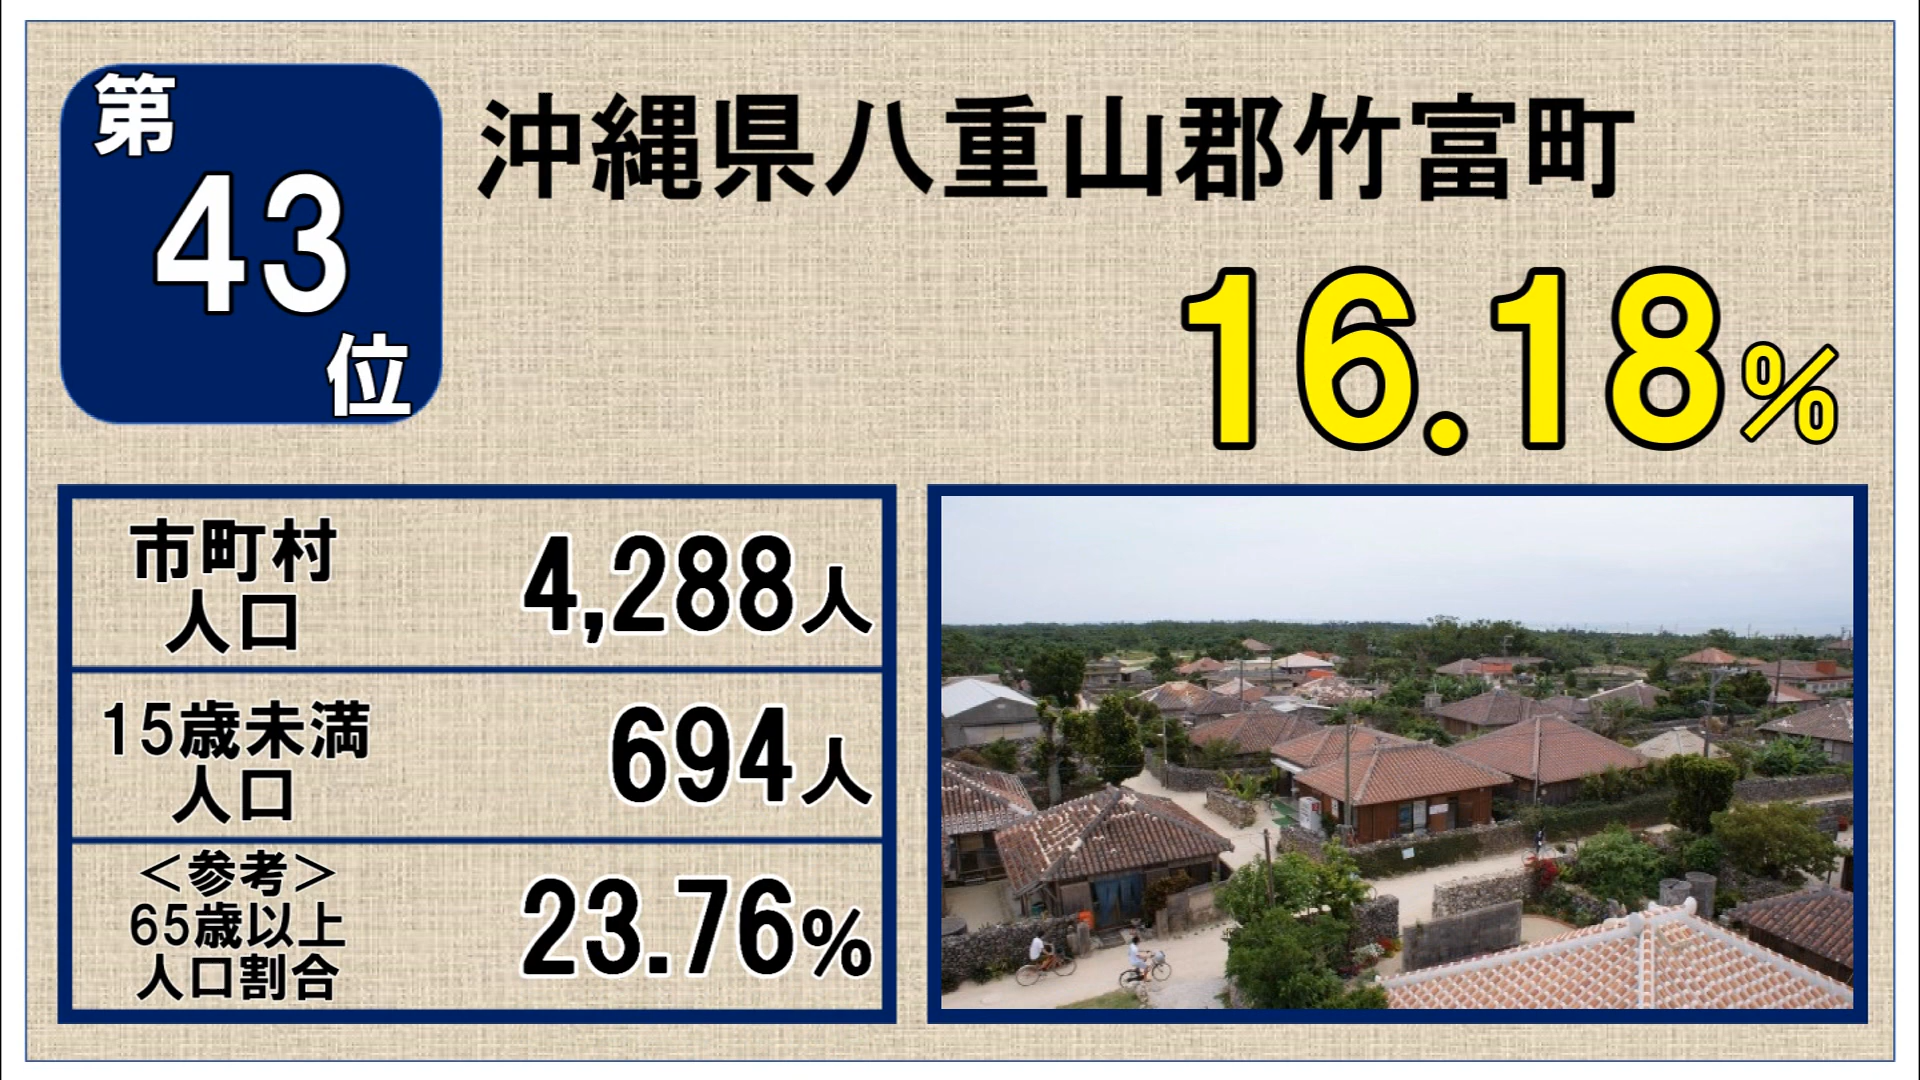 第
43
位
沖縄県八重山郡竹富町
16.18%
市町村
人口
4,288人
15歳未満
人口
694人
＜参考＞
65歳以上
人口割合
23.76%